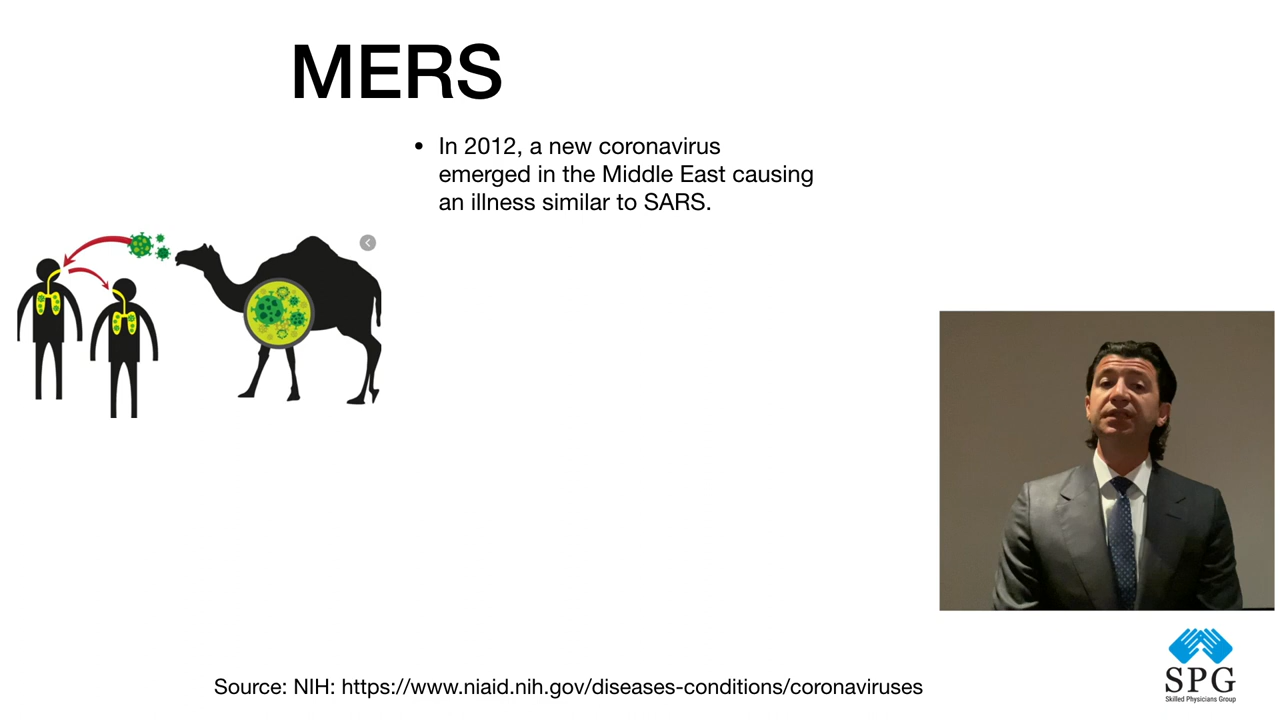 MERS
• In 2012, a new coronavirus
emerged in the Middle East causing
an illness similar to SARS.
Source: NIH: https://www.niaid.nih.gov/diseases-conditions/coronaviruses
SPG
Skilled Physicians Group